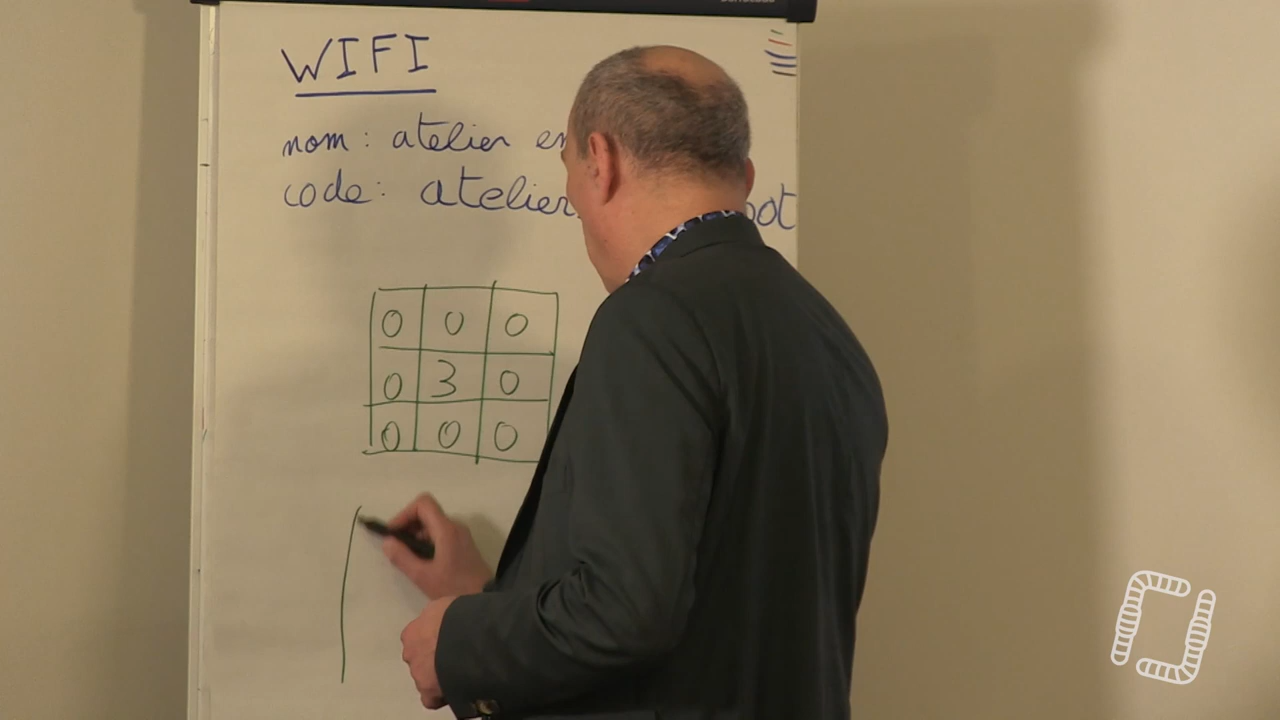 WIFI
nom: atelier
code: atelier
0 0 0
0 3 0
0 0 0